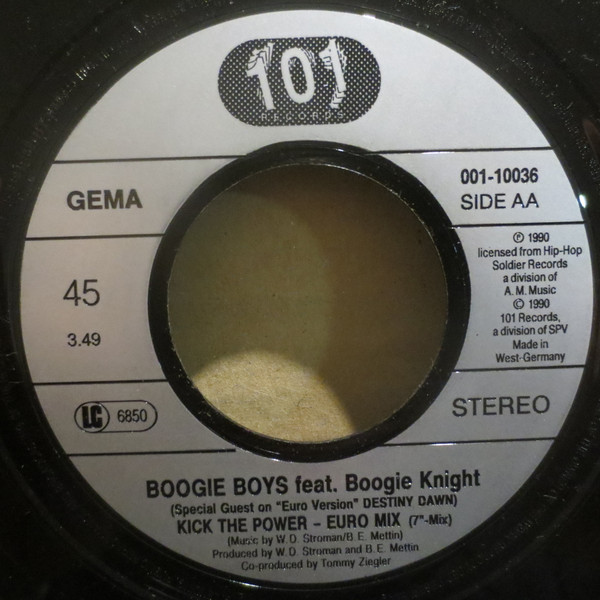 101
RECORDS
GEMA
45
3.49
LC 6850
001-10036
SIDE AA
℗ 1990
licensed from Hip-Hop
Soldier Records
a division of
A. M. Music
© 1990
101 Records,
a division of SPV
Made in
West-Germany
STEREO
BOOGIE BOYS feat. Boogie Knight
(Special Guest on "Euro Version" DESTINY DAWN)
KICK THE POWER – EURO MIX (7"-Mix)
(Music by W. D. Stroman/B. E. Mettin)
Produced by W. D. Stroman and B. E. Mettin
Co-produced by Tommy Ziegler